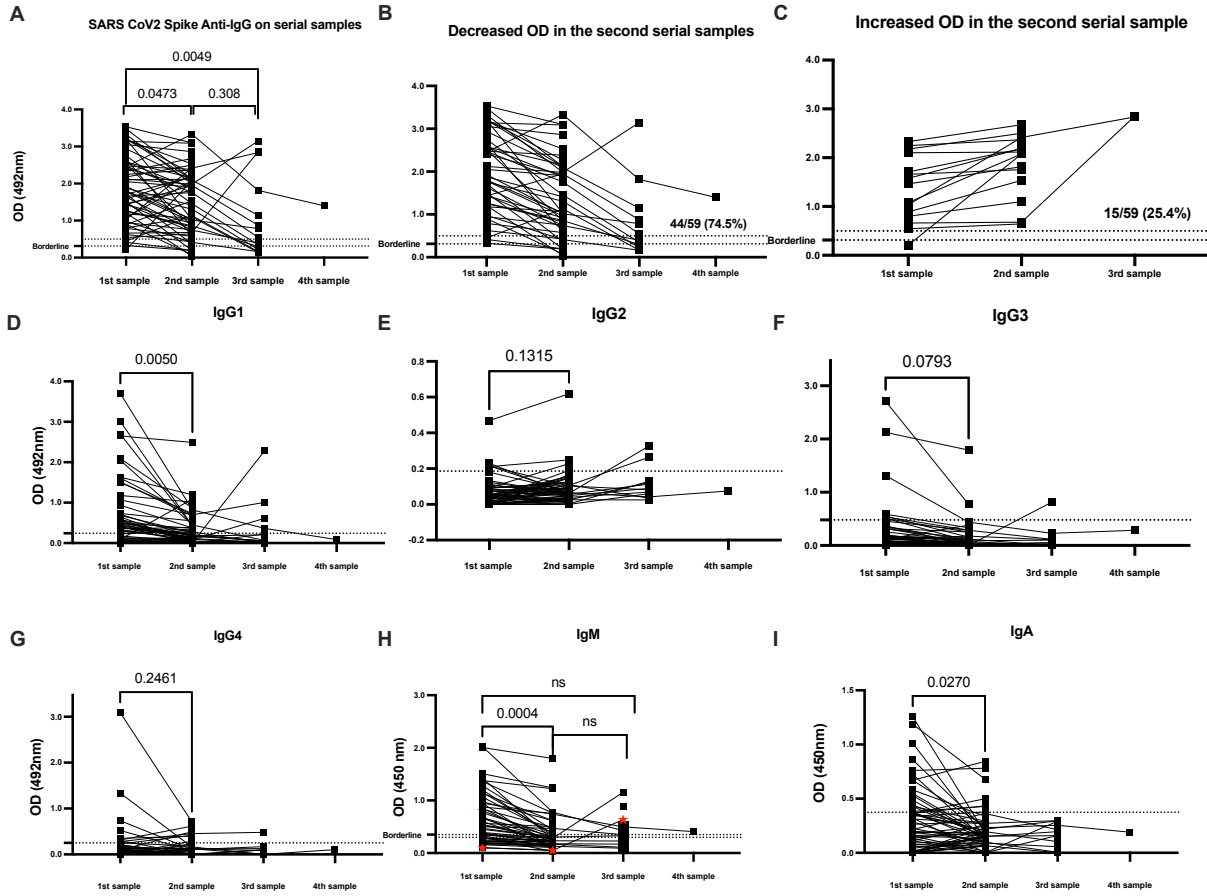 A
SARS CoV2 Spike Anti-IgG on serial samples
0.0049
0.0473
0.308
4.0
3.0
2.0
1.0
Borderline
0.0
OD (492nm)
1st sample
2nd sample
3rd sample
4th sample
B
Decreased OD in the second serial samples
4.0
3.0
2.0
1.0
Borderline
0.0
44/59 (74.5%)
1st sample
2nd sample
3rd sample
4th sample
C
Increased OD in the second serial sample
4.0
3.0
2.0
1.0
Borderline
0.0
15/59 (25.4%)
1st sample
2nd sample
3rd sample
D
IgG1
0.0050
4.0
3.0
2.0
1.0
0.0
OD (492nm)
1st sample
2nd sample
3rd sample
4th sample
E
IgG2
0.1315
0.8
0.6
0.4
0.2
0.0
-0.2
1st sample
2nd sample
3rd sample
4th sample
F
IgG3
0.0793
3.0
2.0
1.0
0.0
1st sample
2nd sample
3rd sample
4th sample
G
IgG4
0.2461
3.0
2.0
1.0
0.0
OD (492nm)
1st sample
2nd sample
3rd sample
4th sample
H
IgM
ns
0.0004
ns
3.0
2.0
1.0
Borderline
0.0
OD (450 nm)
1st sample
2nd sample
3rd sample
4th sample
I
IgA
0.0270
1.5
1.0
0.5
0.0
OD (450nm)
1st sample
2nd sample
3rd sample
4th sample